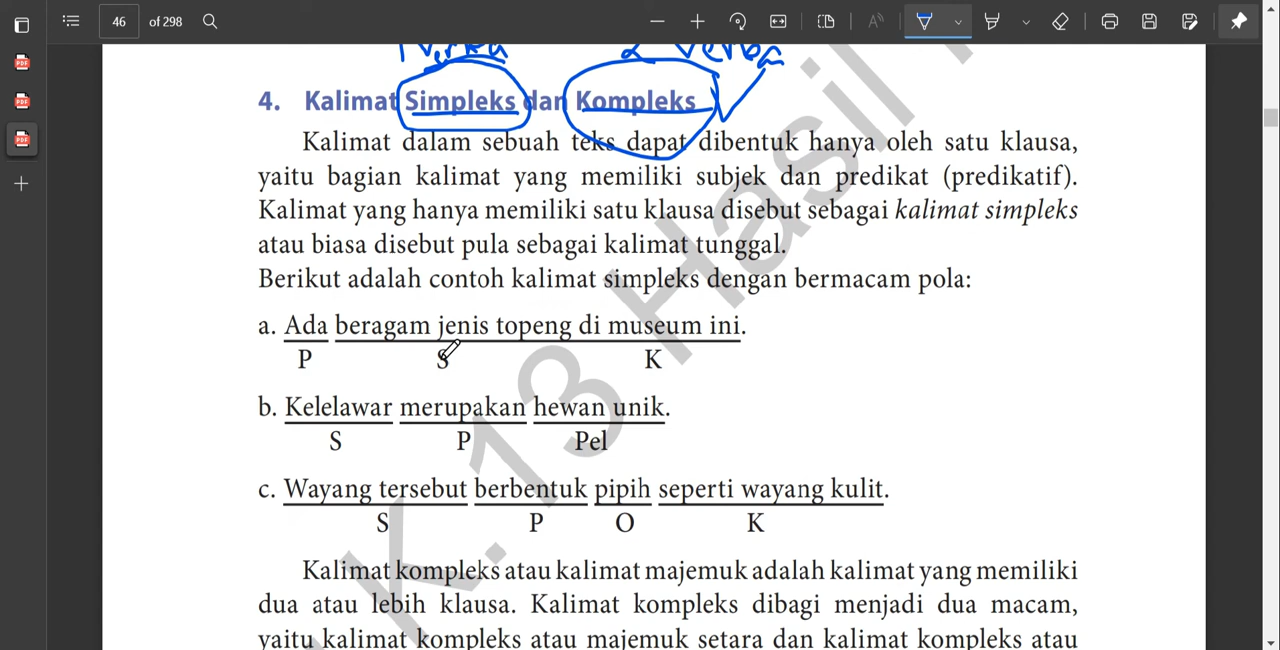 46 of 298
1 verba 2 verba
4. Kalimat Simpleks dan Kompleks
Kalimat dalam sebuah teks dapat dibentuk hanya oleh satu klausa,
yaitu bagian kalimat yang memiliki subjek dan predikat (predikatif).
Kalimat yang hanya memiliki satu klausa disebut sebagai kalimat simpleks
atau biasa disebut pula sebagai kalimat tunggal.
Berikut adalah contoh kalimat simpleks dengan bermacam pola:
a. Ada beragam jenis topeng di museum ini.
P S K
b. Kelelawar merupakan hewan unik.
S P Pel
c. Wayang tersebut berbentuk pipih seperti wayang kulit.
S P O K
Kalimat kompleks atau kalimat majemuk adalah kalimat yang memiliki
dua atau lebih klausa. Kalimat kompleks dibagi menjadi dua macam,
yaitu kalimat kompleks atau majemuk setara dan kalimat kompleks atau
K.13 Hasil